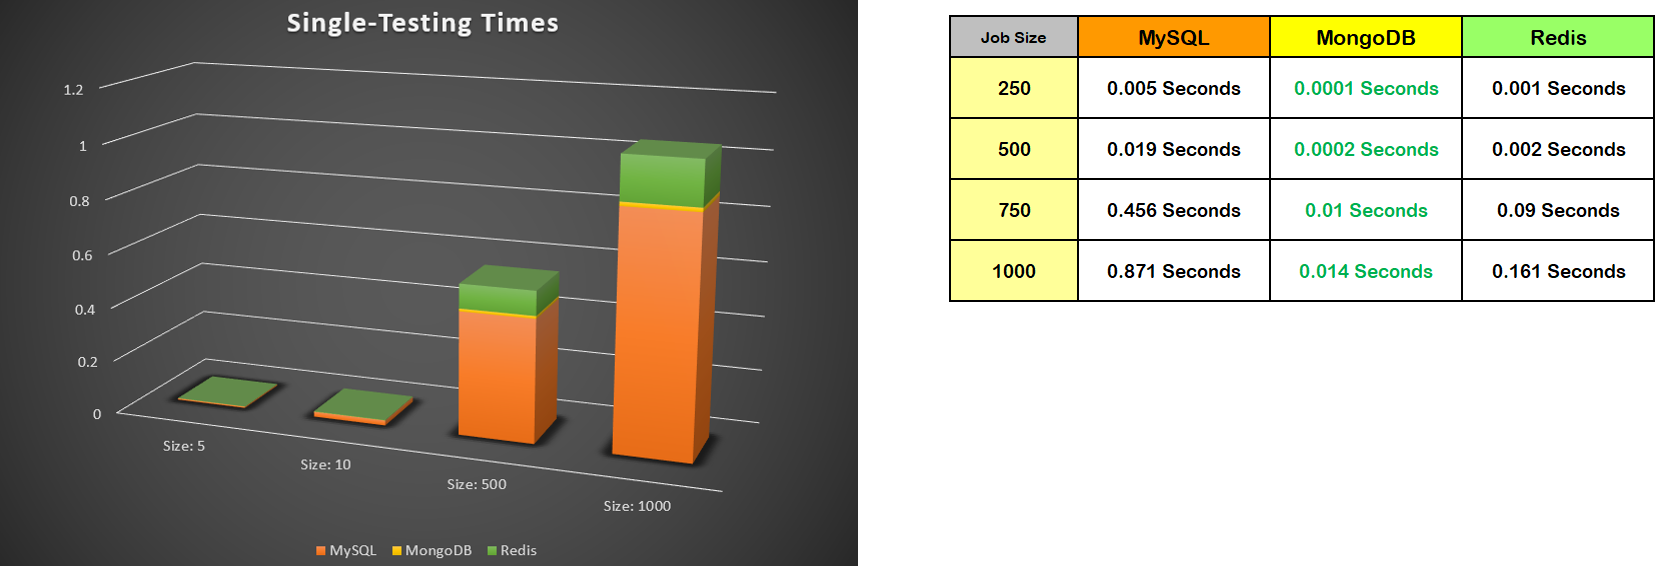 Single-Testing Times
1.2
1
0.8
0.6
0.4
0.2
0
Size: 5
Size: 10
Size: 500
Size: 1000
MySQL MongoDB Redis
Job Size MySQL MongoDB Redis
250 0.005 Seconds 0.0001 Seconds 0.001 Seconds
500 0.019 Seconds 0.0002 Seconds 0.002 Seconds
750 0.456 Seconds 0.01 Seconds 0.09 Seconds
1000 0.871 Seconds 0.014 Seconds 0.161 Seconds